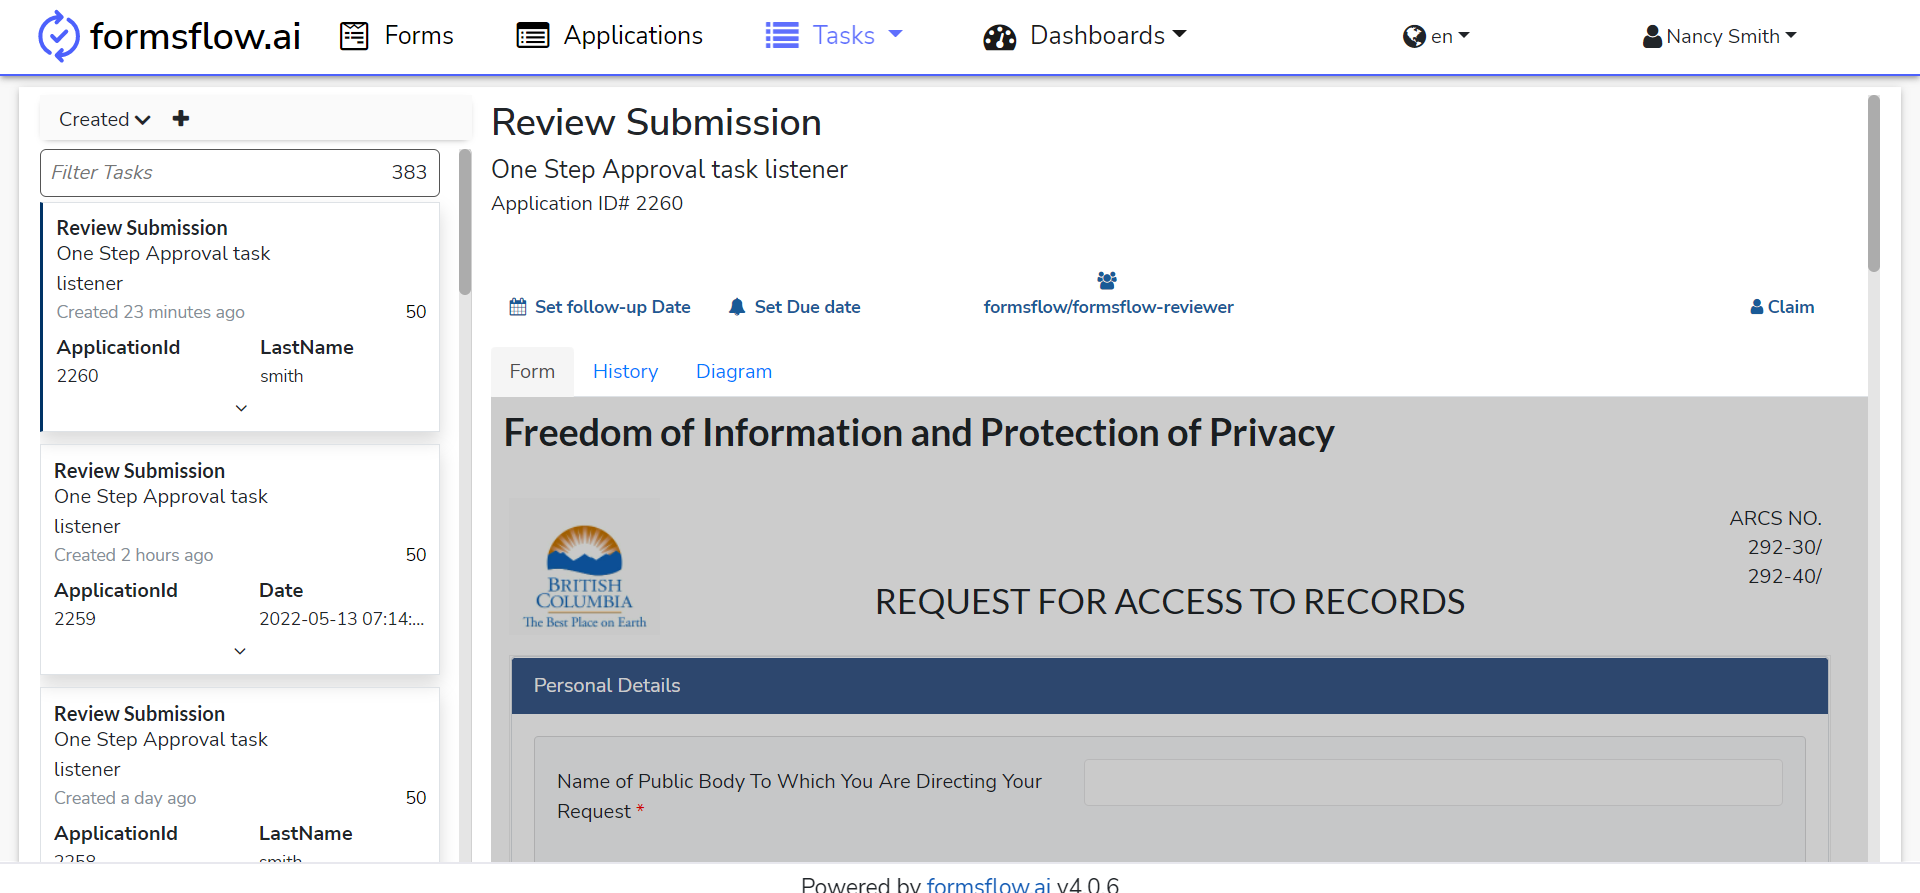 formsflow.ai
Forms
Applications
Tasks
Dashboards
en
Nancy Smith
Created
Filter Tasks 383
Review Submission
One Step Approval task
listener
Created 23 minutes ago 50
ApplicationId LastName
2260 smith
Review Submission
One Step Approval task
listener
Created 2 hours ago 50
ApplicationId Date
2259 2022-05-13 07:14:...
Review Submission
One Step Approval task
listener
Created a day ago 50
ApplicationId LastName
2258 smith
Review Submission
One Step Approval task listener
Application ID# 2260
Set follow-up Date
Set Due date
formsflow/formsflow-reviewer
Claim
Form History Diagram
Freedom of Information and Protection of Privacy
BRITISH
COLUMBIA
The Best Place on Earth
ARCS NO.
292-30/
292-40/
REQUEST FOR ACCESS TO RECORDS
Personal Details
Name of Public Body To Which You Are Directing Your
Request *
Powered by formsflow.ai v4.0.6